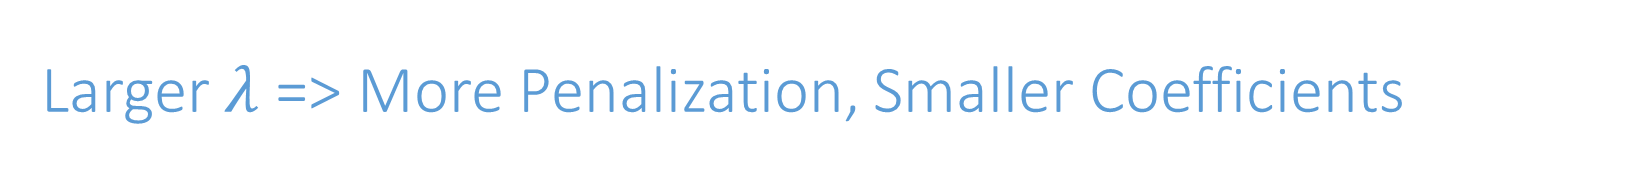 Larger λ => More Penalization, Smaller Coefficients